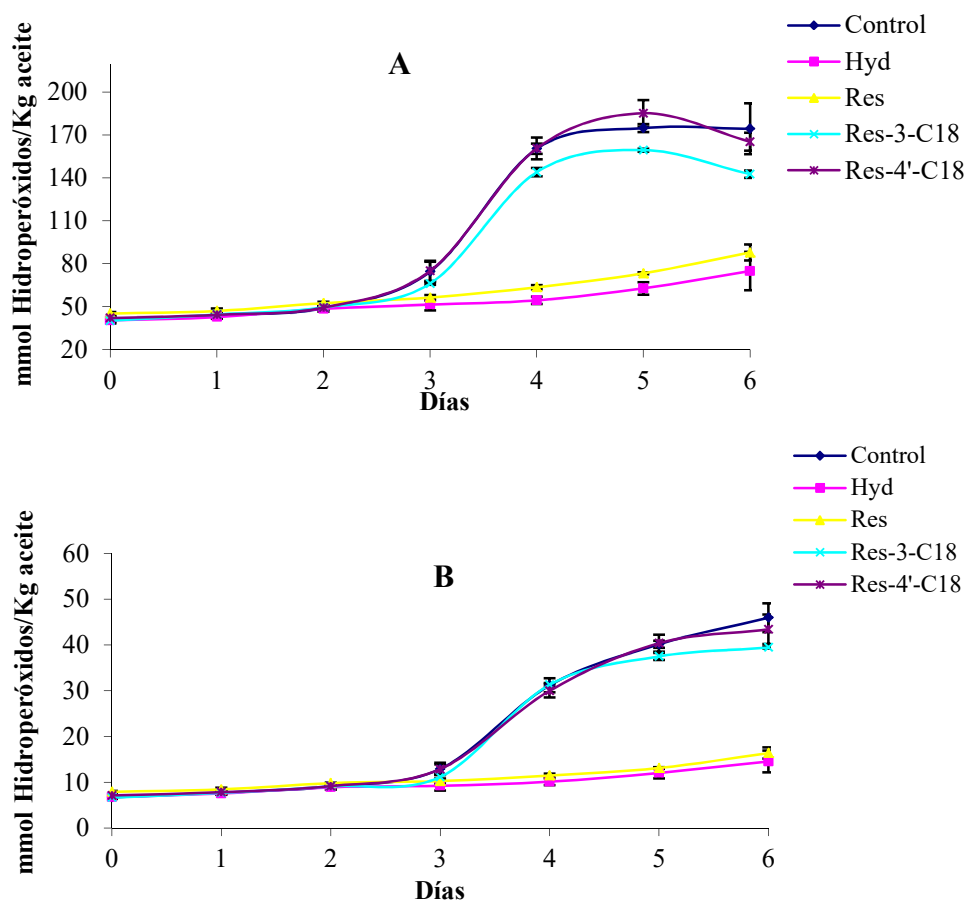 A
mmol Hidroperóxidos/Kg aceite
200
170
140
110
80
50
20
0 1 2 3 4 5 6
Días
Control
Hyd
Res
Res-3-C18
Res-4'-C18
B
mmol Hidroperóxidos/Kg aceite
60
50
40
30
20
10
0
0 1 2 3 4 5 6
Días
Control
Hyd
Res
Res-3-C18
Res-4'-C18